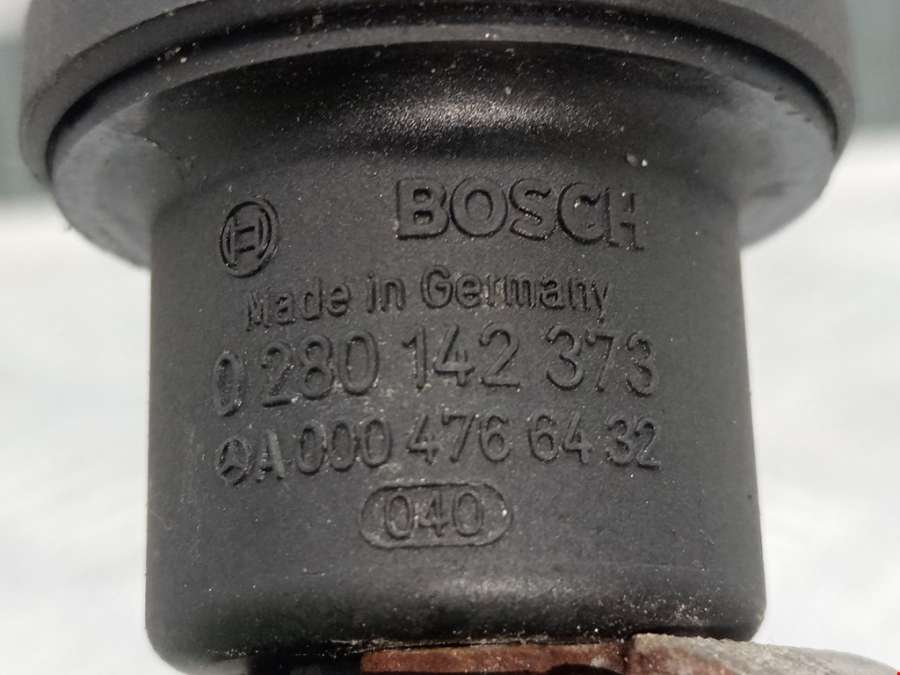 BOSCH
Made in Germany
0 280 142 373
A 000 476 64 32
040